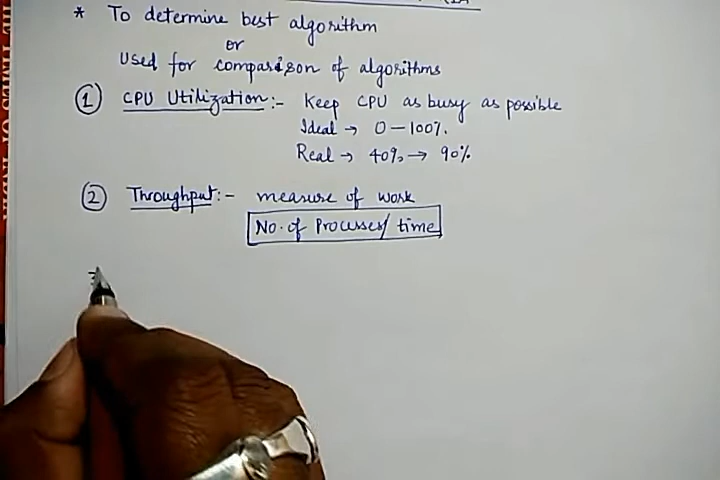 * To determine best algorithm
or
Used for comparison of algorithms
① CPU Utilization :- Keep CPU as busy as possible
Ideal → 0-100%.
Real → 40% → 90%
② Throughput :- measure of work
No. of Processes/ time